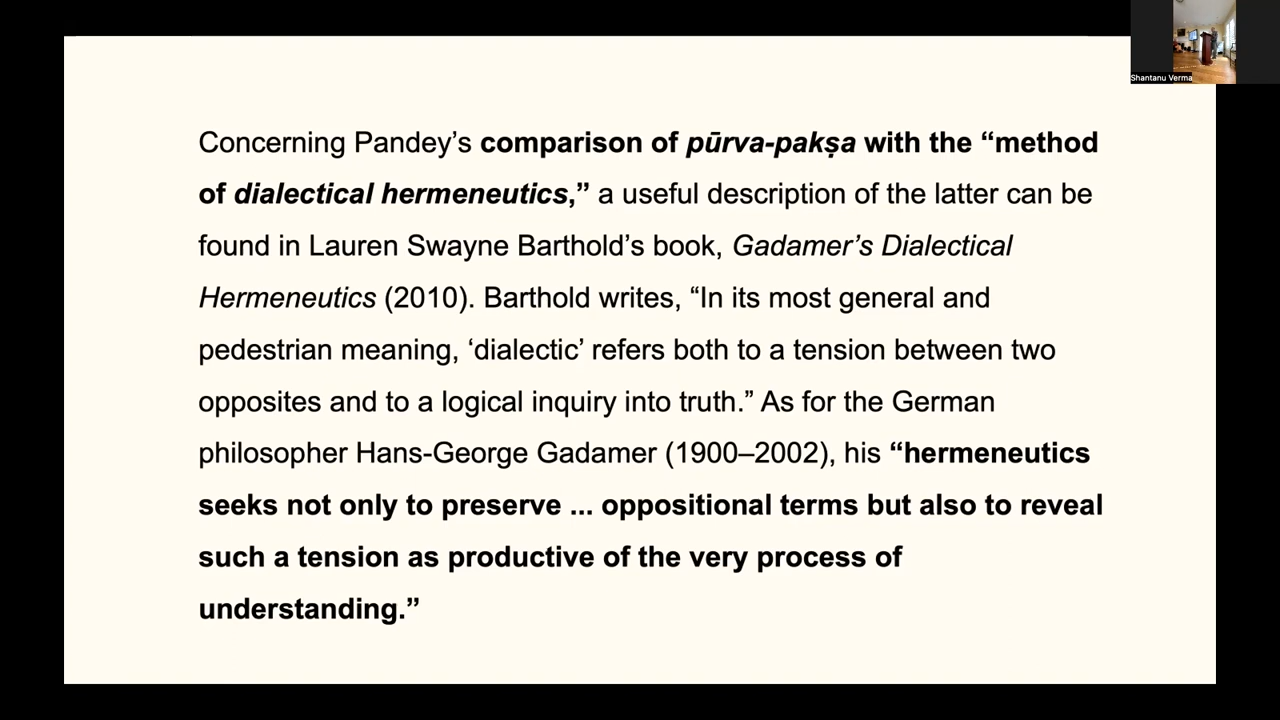 Shantanu Verma
Concerning Pandey’s comparison of pūrva-pakṣa with the “method
of dialectical hermeneutics,” a useful description of the latter can be
found in Lauren Swayne Barthold’s book, Gadamer’s Dialectical
Hermeneutics (2010). Barthold writes, “In its most general and
pedestrian meaning, ‘dialectic’ refers both to a tension between two
opposites and to a logical inquiry into truth.” As for the German
philosopher Hans-George Gadamer (1900–2002), his “hermeneutics
seeks not only to preserve ... oppositional terms but also to reveal
such a tension as productive of the very process of
understanding.”